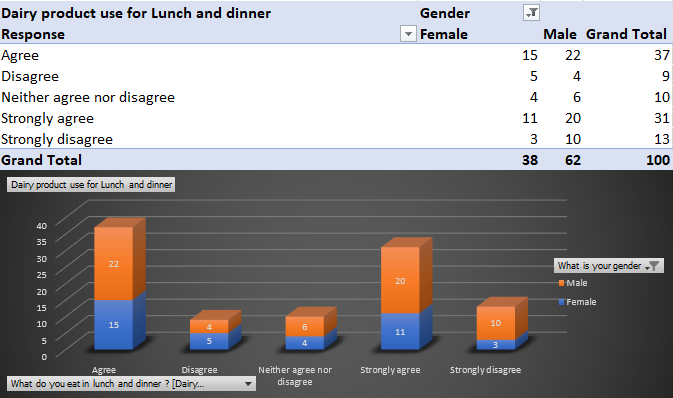 Dairy product use for Lunch and dinner Gender
Response Female Male Grand Total
Agree 15 22 37
Disagree 5 4 9
Neither agree nor disagree 4 6 10
Strongly agree 11 20 31
Strongly disagree 3 10 13
Grand Total 38 62 100
Dairy product use for Lunch and dinner
40
35
30
25
20
15
10
5
0
22
15
4
5
6
4
20
11
10
3
Agree Disagree Neither agree nor disagree Strongly agree Strongly disagree
What is your gender
Male
Female
What do you eat in lunch and dinner ? [Dairy...